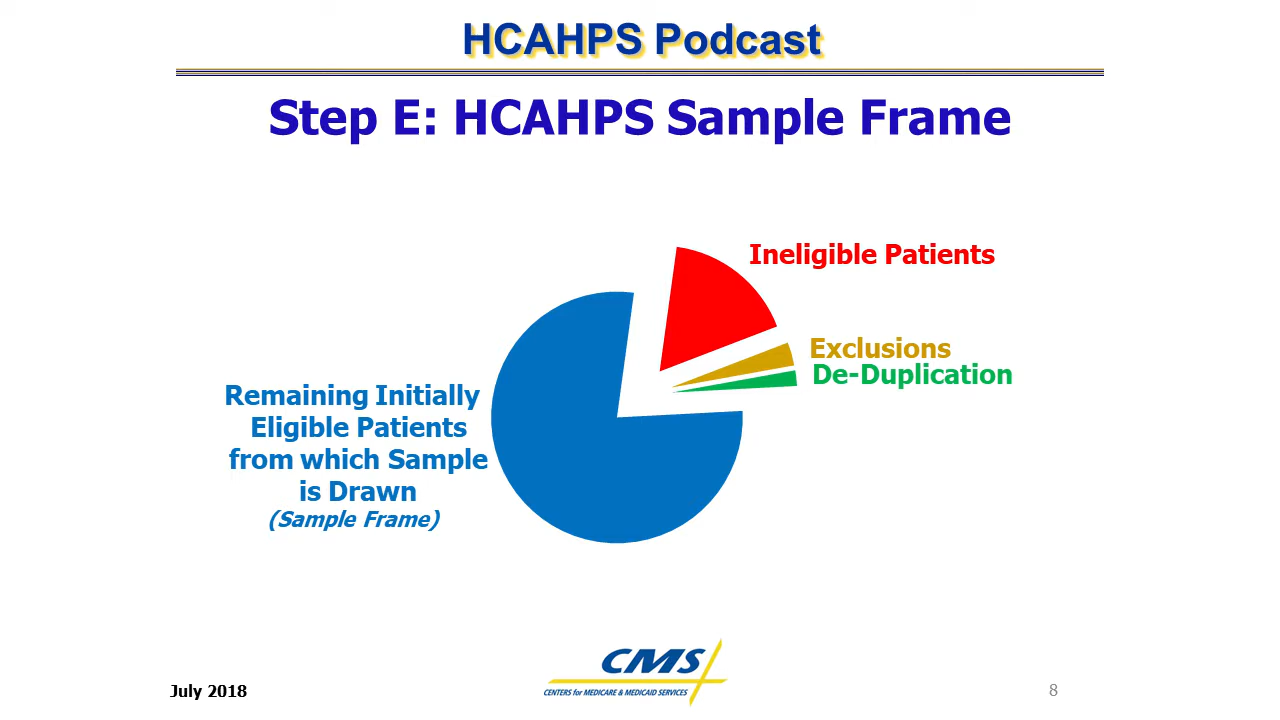 HCAHPS Podcast
Step E: HCAHPS Sample Frame
Ineligible Patients
Exclusions
De-Duplication
Remaining Initially
Eligible Patients
from which Sample
is Drawn
(Sample Frame)
CMS
CENTERS for MEDICARE & MEDICAID SERVICES
July 2018
8